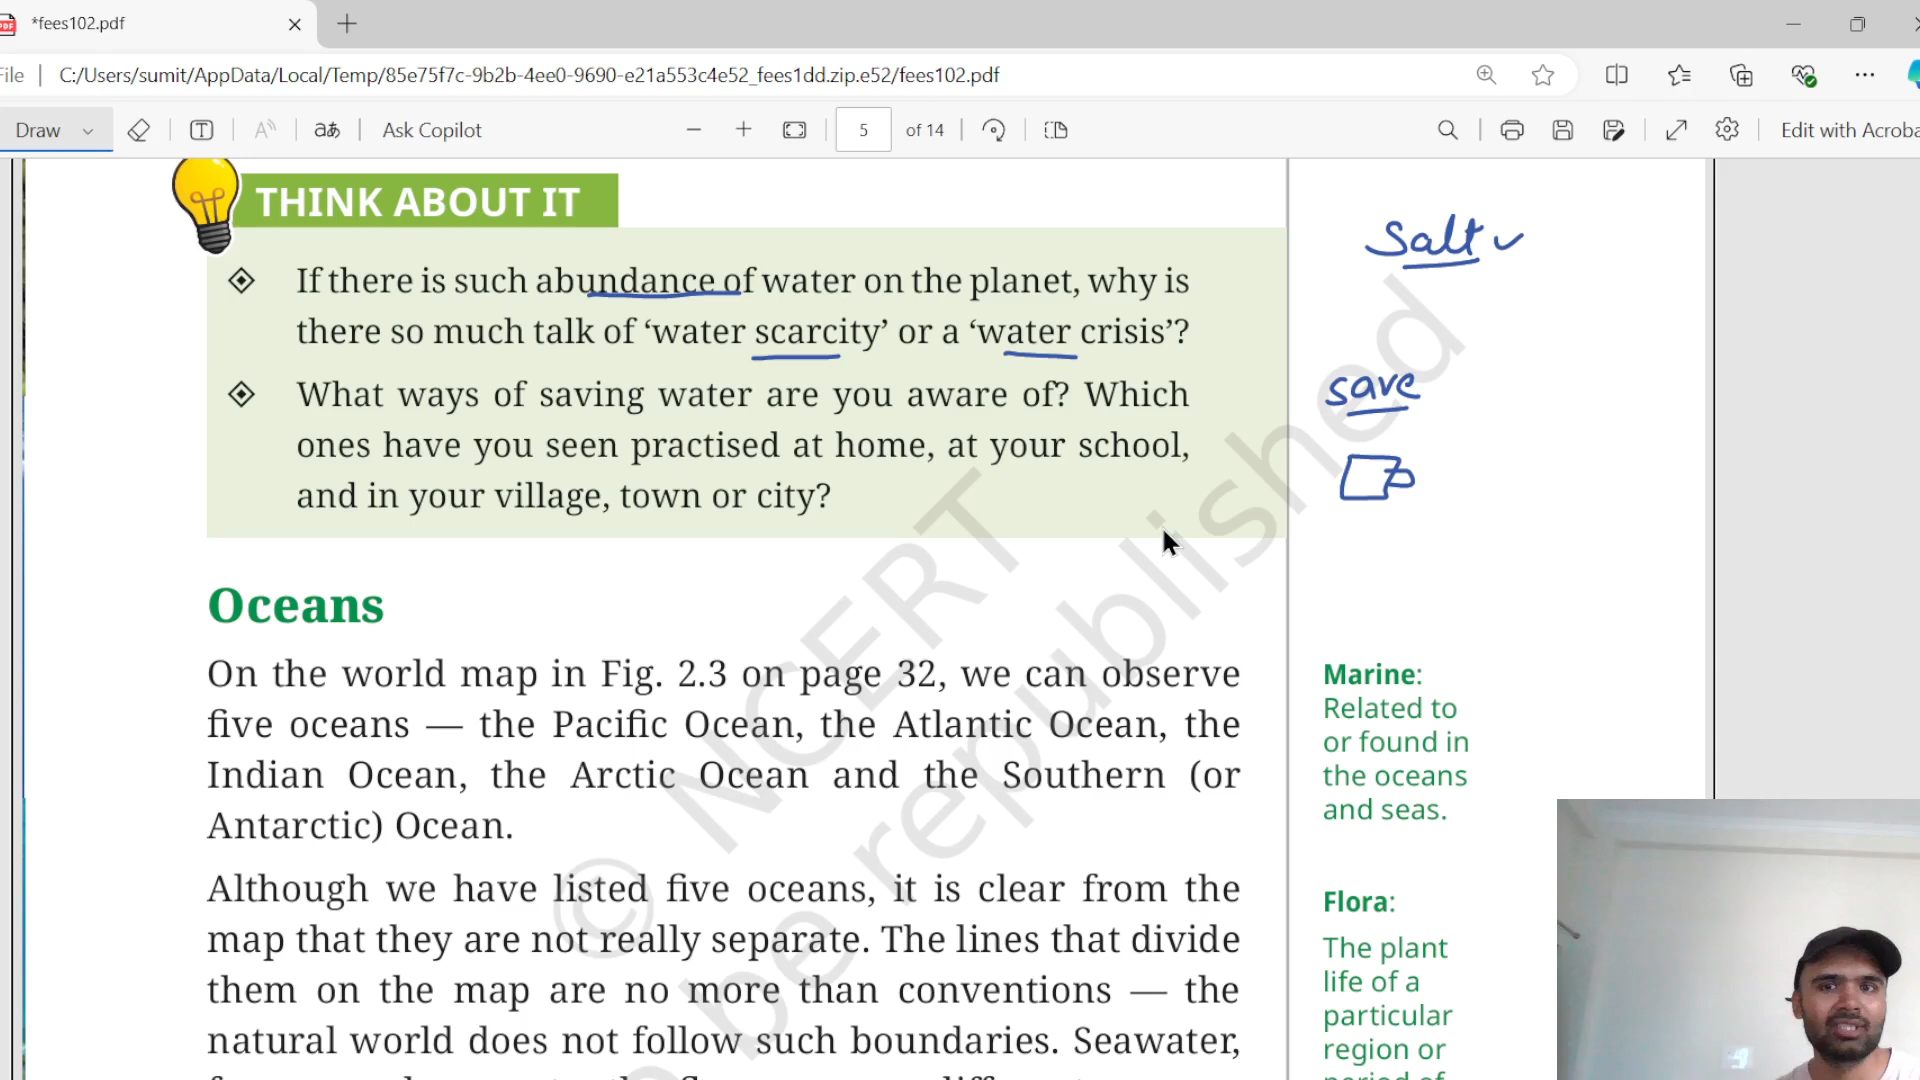 *fees102.pdf
File
C:/Users/sumit/AppData/Local/Temp/85e75f7c-9b2b-4ee0-9690-e21a553c4e52_fees1dd.zip.e52/fees102.pdf
Draw
T
A
aあ
Ask Copilot
5
of 14
Edit with Acroba
THINK ABOUT IT
If there is such abundance of water on the planet, why is
there so much talk of ‘water scarcity’ or a ‘water crisis’?
What ways of saving water are you aware of? Which
ones have you seen practised at home, at your school,
and in your village, town or city?
Salt
save
Oceans
On the world map in Fig. 2.3 on page 32, we can observe
five oceans — the Pacific Ocean, the Atlantic Ocean, the
Indian Ocean, the Arctic Ocean and the Southern (or
Antarctic) Ocean.
Although we have listed five oceans, it is clear from the
map that they are not really separate. The lines that divide
them on the map are no more than conventions — the
natural world does not follow such boundaries. Seawater,
Marine:
Related to
or found in
the oceans
and seas.
Flora:
The plant
life of a
particular
region or
period of
© NCERT
be republished